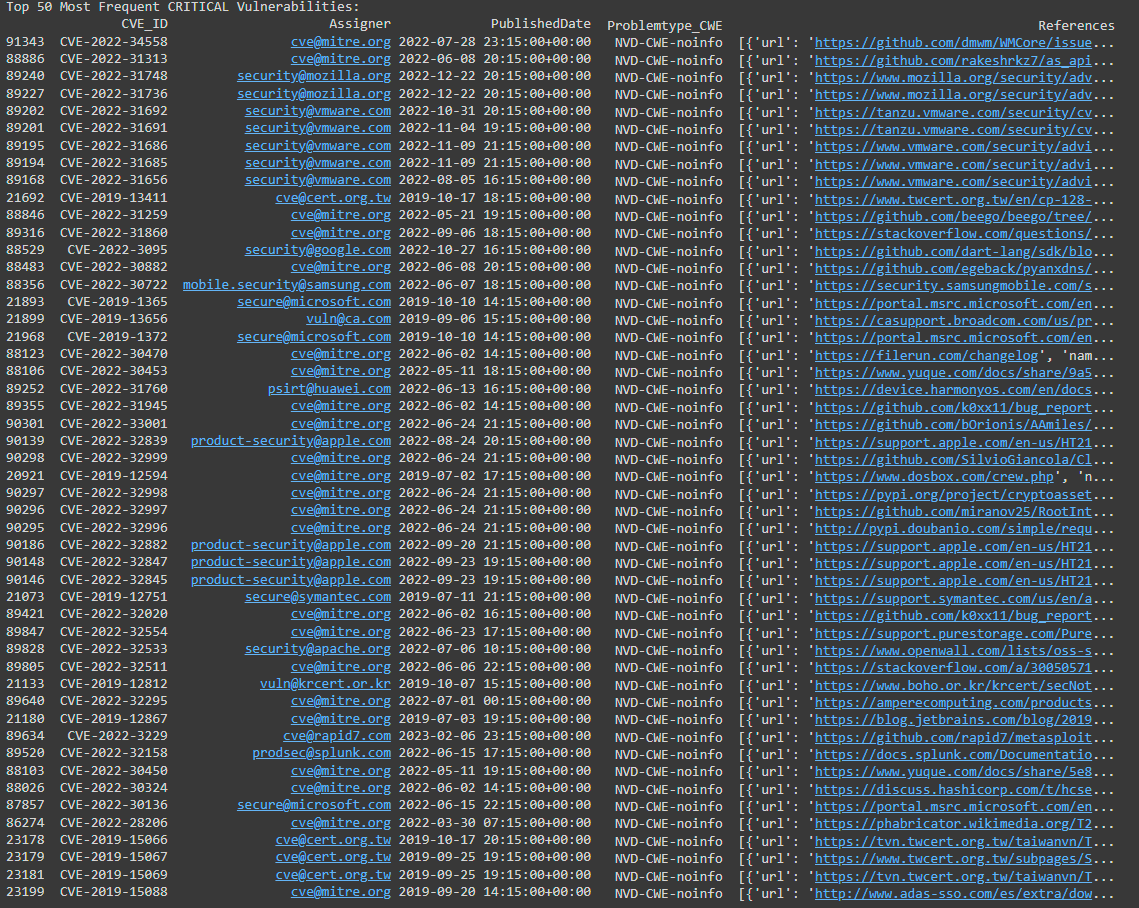 Top 50 Most Frequent CRITICAL Vulnerabilities:
CVE_ID Assigner PublishedDate Problemtype_CWE References
91343 CVE-2022-34558 cve@mitre.org 2022-07-28 23:15:00+00:00 NVD-CWE-noinfo [{'url': 'https://github.com/dmwm/WMCore/issue...
88886 CVE-2022-31313 cve@mitre.org 2022-06-08 20:15:00+00:00 NVD-CWE-noinfo [{'url': 'https://github.com/rakeshrkz7/as_api...
89240 CVE-2022-31748 security@mozilla.org 2022-12-22 20:15:00+00:00 NVD-CWE-noinfo [{'url': 'https://www.mozilla.org/security/adv...
89227 CVE-2022-31736 security@mozilla.org 2022-12-22 20:15:00+00:00 NVD-CWE-noinfo [{'url': 'https://www.mozilla.org/security/adv...
89202 CVE-2022-31692 security@vmware.com 2022-10-31 20:15:00+00:00 NVD-CWE-noinfo [{'url': 'https://tanzu.vmware.com/security/cv...
89201 CVE-2022-31691 security@vmware.com 2022-11-04 19:15:00+00:00 NVD-CWE-noinfo [{'url': 'https://tanzu.vmware.com/security/cv...
89195 CVE-2022-31686 security@vmware.com 2022-11-09 21:15:00+00:00 NVD-CWE-noinfo [{'url': 'https://www.vmware.com/security/advi...
89194 CVE-2022-31685 security@vmware.com 2022-11-09 21:15:00+00:00 NVD-CWE-noinfo [{'url': 'https://www.vmware.com/security/advi...
89168 CVE-2022-31656 security@vmware.com 2022-08-05 16:15:00+00:00 NVD-CWE-noinfo [{'url': 'https://www.vmware.com/security/advi...
21692 CVE-2019-13411 cve@cert.org.tw 2019-10-17 18:15:00+00:00 NVD-CWE-noinfo [{'url': 'https://www.twcert.org.tw/en/cp-128-...
88846 CVE-2022-31259 cve@mitre.org 2022-05-21 19:15:00+00:00 NVD-CWE-noinfo [{'url': 'https://github.com/beego/beego/tree/...
89316 CVE-2022-31860 cve@mitre.org 2022-09-06 18:15:00+00:00 NVD-CWE-noinfo [{'url': 'https://stackoverflow.com/questions/...
88529 CVE-2022-3095 security@google.com 2022-10-27 16:15:00+00:00 NVD-CWE-noinfo [{'url': 'https://github.com/dart-lang/sdk/blo...
88483 CVE-2022-30882 cve@mitre.org 2022-06-08 20:15:00+00:00 NVD-CWE-noinfo [{'url': 'https://github.com/egeback/pyanxdns/...
88356 CVE-2022-30722 mobile.security@samsung.com 2022-06-07 18:15:00+00:00 NVD-CWE-noinfo [{'url': 'https://security.samsungmobile.com/s...
21893 CVE-2019-1365 secure@microsoft.com 2019-10-10 14:15:00+00:00 NVD-CWE-noinfo [{'url': 'https://portal.msrc.microsoft.com/en...
21899 CVE-2019-13656 vuln@ca.com 2019-09-06 15:15:00+00:00 NVD-CWE-noinfo [{'url': 'https://casupport.broadcom.com/us/pr...
21968 CVE-2019-1372 secure@microsoft.com 2019-10-10 14:15:00+00:00 NVD-CWE-noinfo [{'url': 'https://portal.msrc.microsoft.com/en...
88123 CVE-2022-30470 cve@mitre.org 2022-06-02 14:15:00+00:00 NVD-CWE-noinfo [{'url': 'https://filerun.com/changelog', 'nam...
88106 CVE-2022-30453 cve@mitre.org 2022-05-11 18:15:00+00:00 NVD-CWE-noinfo [{'url': 'https://www.yuque.com/docs/share/9a5...
89252 CVE-2022-31760 psirt@huawei.com 2022-06-13 16:15:00+00:00 NVD-CWE-noinfo [{'url': 'https://device.harmonyos.com/en/docs...
89355 CVE-2022-31945 cve@mitre.org 2022-06-02 14:15:00+00:00 NVD-CWE-noinfo [{'url': 'https://github.com/k0xx11/bug_report...
90301 CVE-2022-33001 cve@mitre.org 2022-06-24 21:15:00+00:00 NVD-CWE-noinfo [{'url': 'https://github.com/bOrionis/AAmiles/...
90139 CVE-2022-32839 product-security@apple.com 2022-08-24 20:15:00+00:00 NVD-CWE-noinfo [{'url': 'https://support.apple.com/en-us/HT21...
90298 CVE-2022-32999 cve@mitre.org 2022-06-24 21:15:00+00:00 NVD-CWE-noinfo [{'url': 'https://github.com/SilvioGiancola/Cl...
20921 CVE-2019-12594 cve@mitre.org 2019-07-02 17:15:00+00:00 NVD-CWE-noinfo [{'url': 'https://www.dosbox.com/crew.php', 'n...
90297 CVE-2022-32998 cve@mitre.org 2022-06-24 21:15:00+00:00 NVD-CWE-noinfo [{'url': 'https://pypi.org/project/cryptoasset...
90296 CVE-2022-32997 cve@mitre.org 2022-06-24 21:15:00+00:00 NVD-CWE-noinfo [{'url': 'https://github.com/miranov25/RootInt...
90295 CVE-2022-32996 cve@mitre.org 2022-06-24 21:15:00+00:00 NVD-CWE-noinfo [{'url': 'http://pypi.doubanio.com/simple/requ...
90186 CVE-2022-32882 product-security@apple.com 2022-09-20 21:15:00+00:00 NVD-CWE-noinfo [{'url': 'https://support.apple.com/en-us/HT21...
90148 CVE-2022-32847 product-security@apple.com 2022-09-23 19:15:00+00:00 NVD-CWE-noinfo [{'url': 'https://support.apple.com/en-us/HT21...
90146 CVE-2022-32845 product-security@apple.com 2022-09-23 19:15:00+00:00 NVD-CWE-noinfo [{'url': 'https://support.apple.com/en-us/HT21...
21073 CVE-2019-12751 secure@symantec.com 2019-07-11 21:15:00+00:00 NVD-CWE-noinfo [{'url': 'https://support.symantec.com/us/en/a...
89421 CVE-2022-32020 cve@mitre.org 2022-06-02 16:15:00+00:00 NVD-CWE-noinfo [{'url': 'https://github.com/k0xx11/bug_report...
89847 CVE-2022-32554 cve@mitre.org 2022-06-23 17:15:00+00:00 NVD-CWE-noinfo [{'url': 'https://support.purestorage.com/Pure...
89828 CVE-2022-32533 security@apache.org 2022-07-06 10:15:00+00:00 NVD-CWE-noinfo [{'url': 'https://www.openwall.com/lists/oss-s...
89805 CVE-2022-32511 cve@mitre.org 2022-06-06 22:15:00+00:00 NVD-CWE-noinfo [{'url': 'https://stackoverflow.com/a/30050571...
21133 CVE-2019-12812 vuln@krcert.or.kr 2019-10-07 15:15:00+00:00 NVD-CWE-noinfo [{'url': 'https://www.boho.or.kr/krcert/secNot...
89640 CVE-2022-32295 cve@mitre.org 2022-07-01 00:15:00+00:00 NVD-CWE-noinfo [{'url': 'https://amperecomputing.com/products...
21180 CVE-2019-12867 cve@mitre.org 2019-07-03 19:15:00+00:00 NVD-CWE-noinfo [{'url': 'https://blog.jetbrains.com/blog/2019...
89634 CVE-2022-3229 cve@rapid7.com 2023-02-06 23:15:00+00:00 NVD-CWE-noinfo [{'url': 'https://github.com/rapid7/metasploit...
89520 CVE-2022-32158 prodsec@splunk.com 2022-06-15 17:15:00+00:00 NVD-CWE-noinfo [{'url': 'https://docs.splunk.com/Documentatio...
88103 CVE-2022-30450 cve@mitre.org 2022-05-11 19:15:00+00:00 NVD-CWE-noinfo [{'url': 'https://www.yuque.com/docs/share/5e8...
88026 CVE-2022-30324 cve@mitre.org 2022-06-02 14:15:00+00:00 NVD-CWE-noinfo [{'url': 'https://discuss.hashicorp.com/t/hcse...
87857 CVE-2022-30136 secure@microsoft.com 2022-06-15 22:15:00+00:00 NVD-CWE-noinfo [{'url': 'https://portal.msrc.microsoft.com/en...
86274 CVE-2022-28206 cve@mitre.org 2022-03-30 07:15:00+00:00 NVD-CWE-noinfo [{'url': 'https://phabricator.wikimedia.org/T2...
23178 CVE-2019-15066 cve@cert.org.tw 2019-10-17 20:15:00+00:00 NVD-CWE-noinfo [{'url': 'https://tvn.twcert.org.tw/taiwanvn/T...
23179 CVE-2019-15067 cve@cert.org.tw 2019-09-25 19:15:00+00:00 NVD-CWE-noinfo [{'url': 'https://www.twcert.org.tw/subpages/S...
23181 CVE-2019-15069 cve@cert.org.tw 2019-09-25 19:15:00+00:00 NVD-CWE-noinfo [{'url': 'https://tvn.twcert.org.tw/taiwanvn/T...
23199 CVE-2019-15088 cve@mitre.org 2019-09-20 14:15:00+00:00 NVD-CWE-noinfo [{'url': 'http://www.adas-sso.com/es/extra/dow...